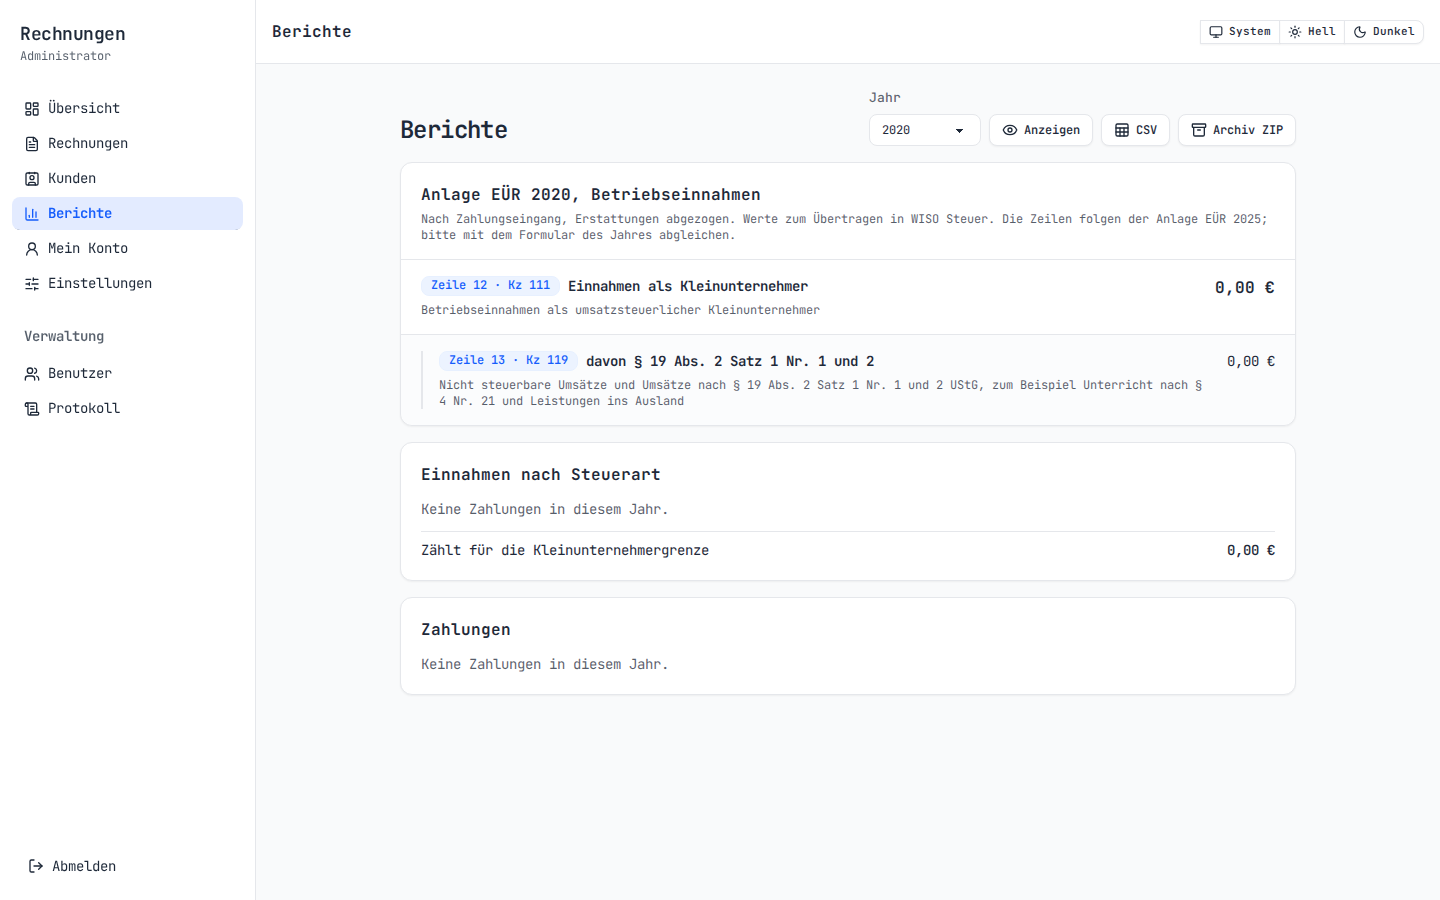 Rechnungen
Administrator
Übersicht
Rechnungen
Kunden
Berichte
Mein Konto
Einstellungen
Verwaltung
Benutzer
Protokoll
Abmelden
Berichte
System
Hell
Dunkel
Berichte
Jahr
2020
Anzeigen
CSV
Archiv ZIP
Anlage EÜR 2020, Betriebseinnahmen
Nach Zahlungseingang, Erstattungen abgezogen. Werte zum Übertragen in WISO Steuer. Die Zeilen folgen der Anlage EÜR 2025;
bitte mit dem Formular des Jahres abgleichen.
Zeile 12 · Kz 111 Einnahmen als Kleinunternehmer 0,00 €
Betriebseinnahmen als umsatzsteuerlicher Kleinunternehmer
Zeile 13 · Kz 119 davon § 19 Abs. 2 Satz 1 Nr. 1 und 2 0,00 €
Nicht steuerbare Umsätze und Umsätze nach § 19 Abs. 2 Satz 1 Nr. 1 und 2 UStG, zum Beispiel Unterricht nach §
4 Nr. 21 und Leistungen ins Ausland
Einnahmen nach Steuerart
Keine Zahlungen in diesem Jahr.
Zählt für die Kleinunternehmergrenze 0,00 €
Zahlungen
Keine Zahlungen in diesem Jahr.